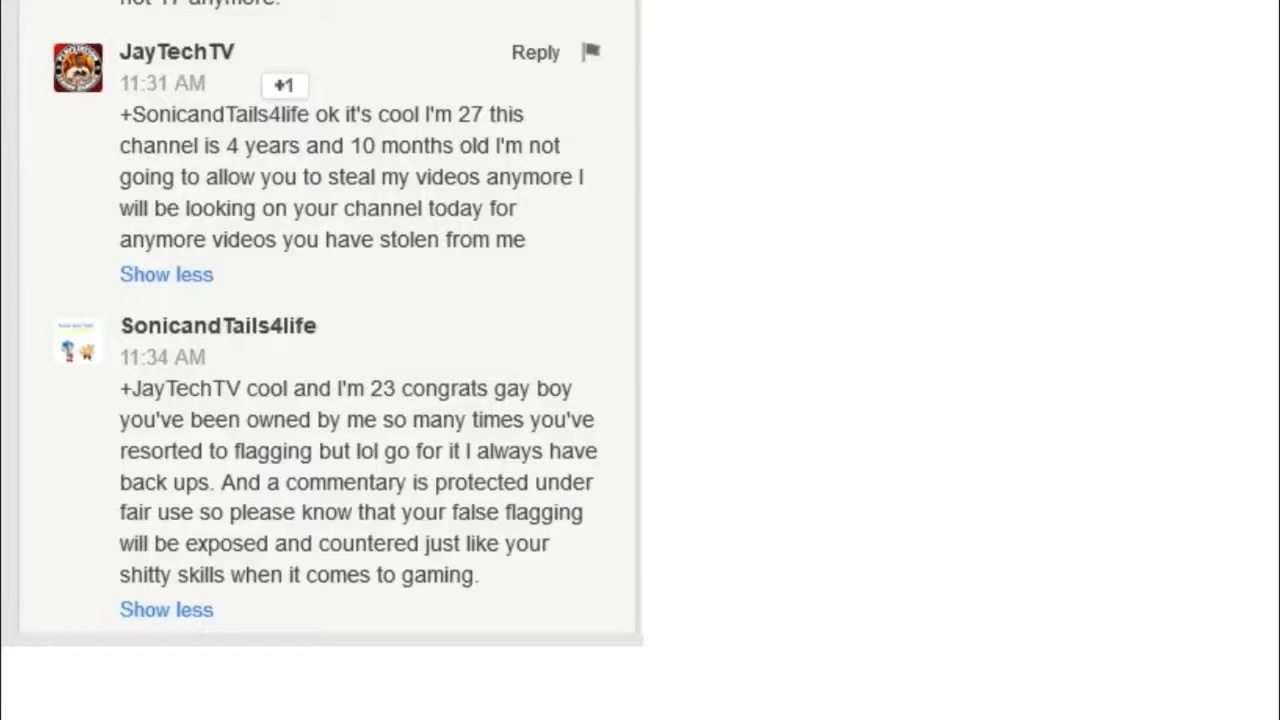 not 17 anymore.
JayTechTV
Reply
11:31 AM
+1
+SonicandTails4life ok it's cool I'm 27 this
channel is 4 years and 10 months old I'm not
going to allow you to steal my videos anymore I
will be looking on your channel today for
anymore videos you have stolen from me
Show less
SonicandTails4life
11:34 AM
+JayTechTV cool and I'm 23 congrats gay boy
you've been owned by me so many times you've
resorted to flagging but lol go for it I always have
back ups. And a commentary is protected under
fair use so please know that your false flagging
will be exposed and countered just like your
shitty skills when it comes to gaming.
Show less